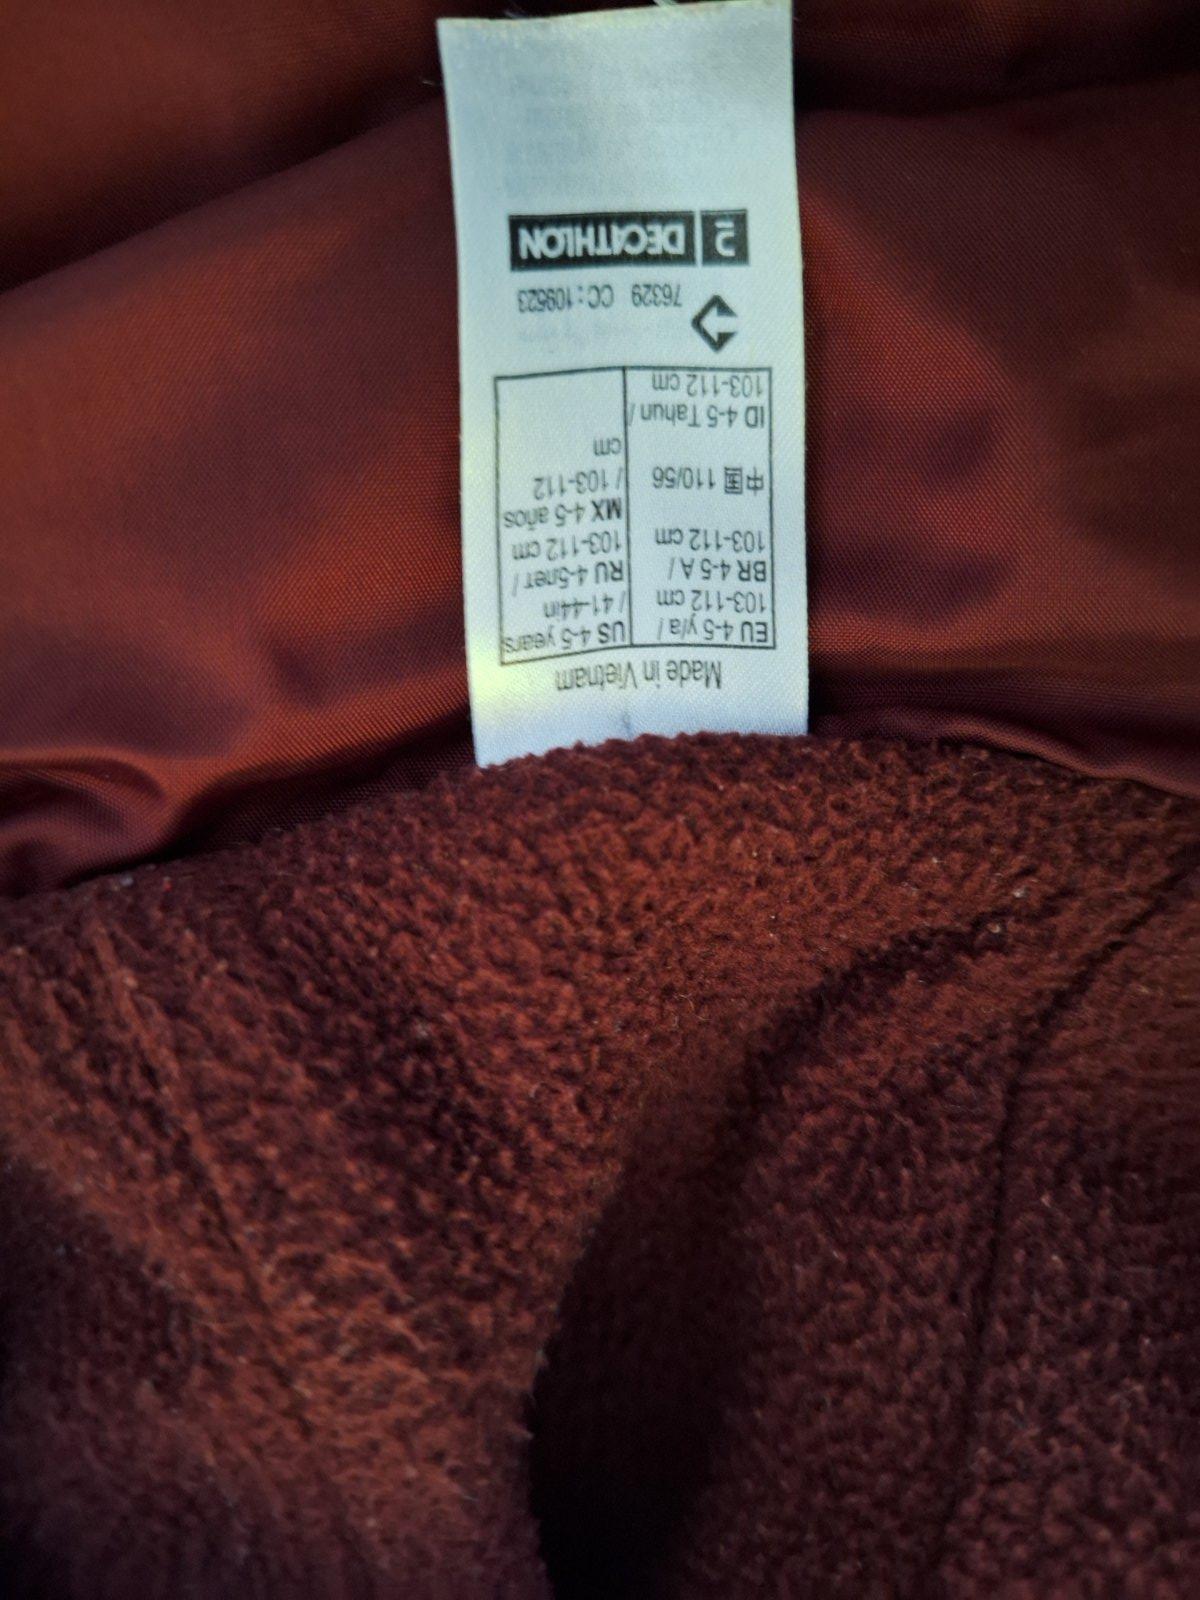 Made in Vietnam
EU 4-5 y/a /
103-112 cm
BR 4-5 A /
103-112 cm
中国 110/56
ID 4-5 Tahun /
103-112 cm
US 4-5 years
/ 41-44in
RU 4-5лет /
103-112 cm
MX 4-5 años
/ 103-112
cm
76329 CC:109523
DECATHLON